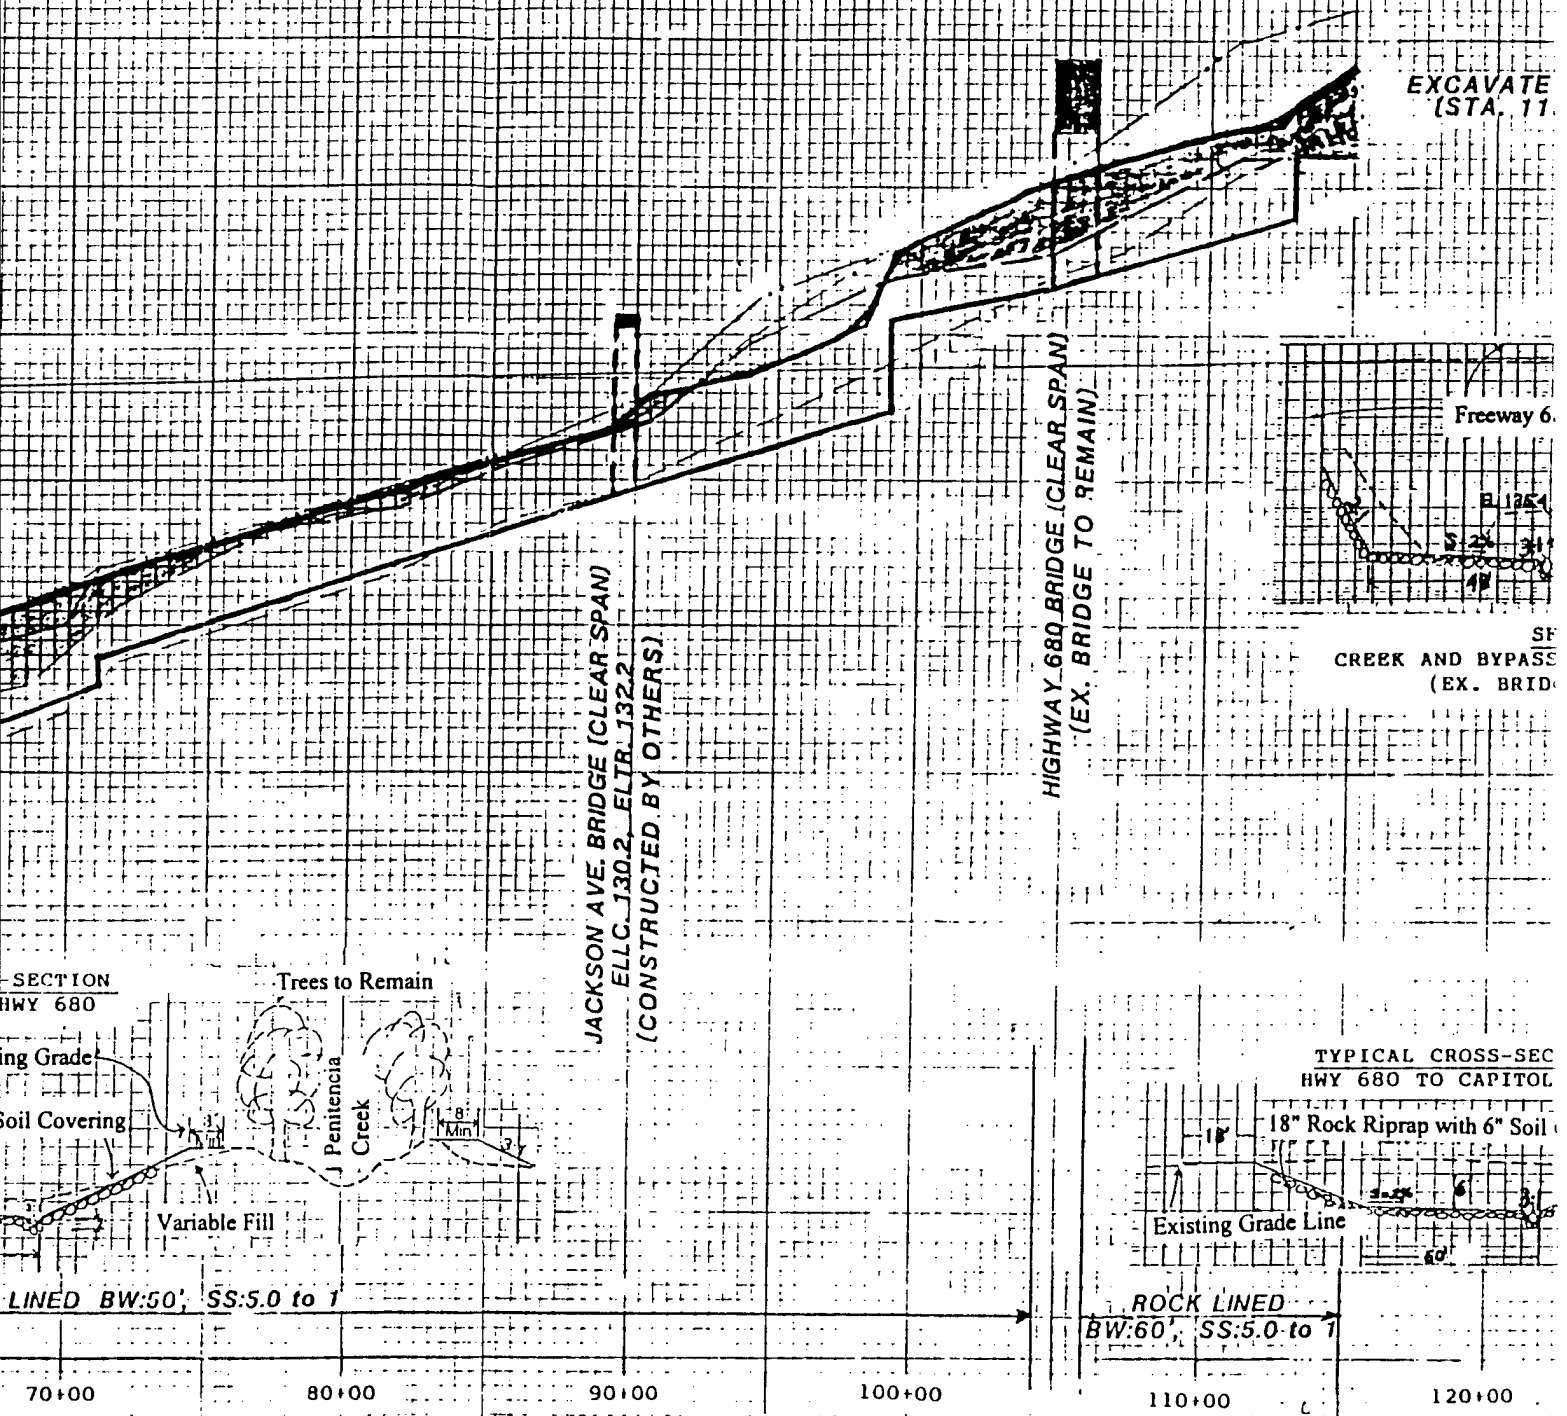 EXCAVATE
(STA. 11
JACKSON AVE. BRIDGE (CLEAR SPAN)
ELLC. 130.2, ELTR. 132.2
(CONSTRUCTED BY OTHERS)
HIGHWAY 680 BRIDGE (CLEAR SPAN)
(EX. BRIDGE TO REMAIN)
Freeway 6
S=2%
CREEK AND BYPASS
(EX. BRID
-SECTION
HWY 680
Trees to Remain
ing Grade
Soil Covering
Penitencia
Creek
8
Min
Variable Fill
TYPICAL CROSS-SEC
HWY 680 TO CAPITOL
18" Rock Riprap with 6" Soil
18'
S=2%
6'
Existing Grade Line
60'
LINED BW:50', SS:5.0 to 1
ROCK LINED
BW:60', SS:5.0 to 1
70+00 80+00 90+00 100+00 110+00 120+00